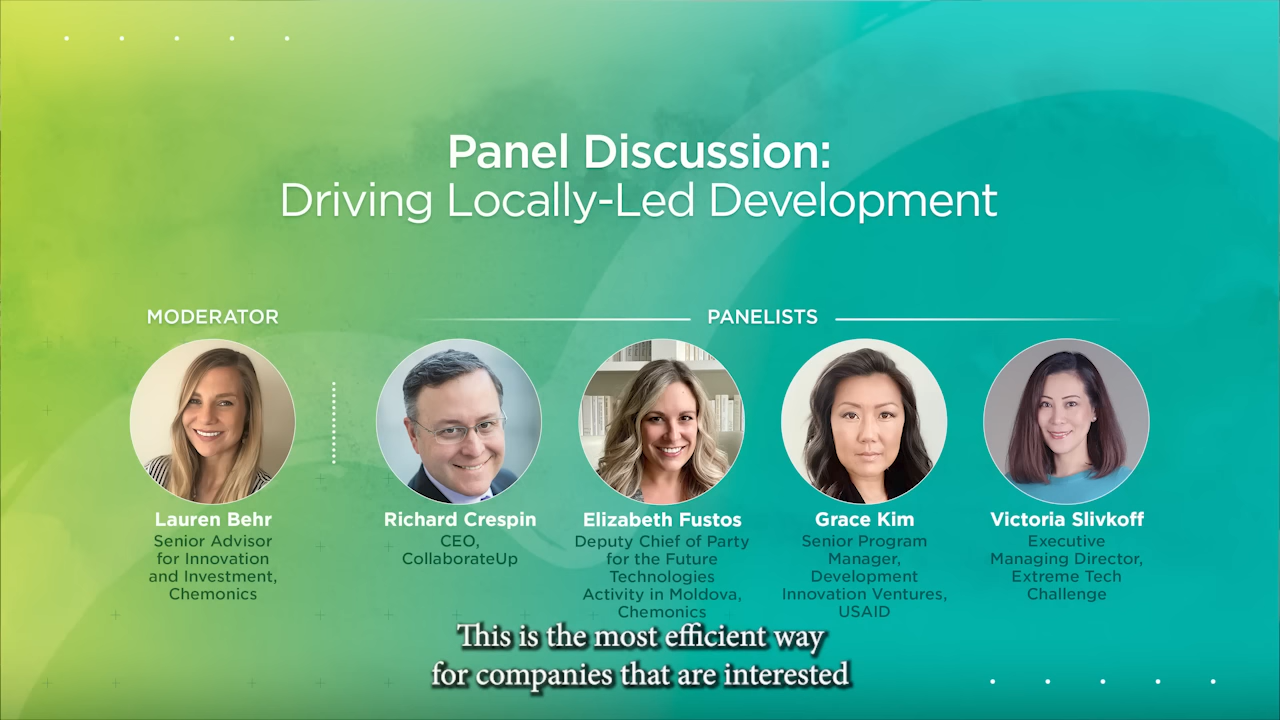 Panel Discussion:
Driving Locally-Led Development
MODERATOR
PANELISTS
Lauren Behr
Senior Advisor
for Innovation
and Investment,
Chemonics
Richard Crespin
CEO,
CollaborateUp
Elizabeth Fustos
Deputy Chief of Party
for the Future
Technologies
Activity in Moldova,
Chemonics
Grace Kim
Senior Program
Manager,
Development
Innovation Ventures,
USAID
Victoria Slivkoff
Executive
Managing Director,
Extreme Tech
Challenge
This is the most efficient way
for companies that are interested